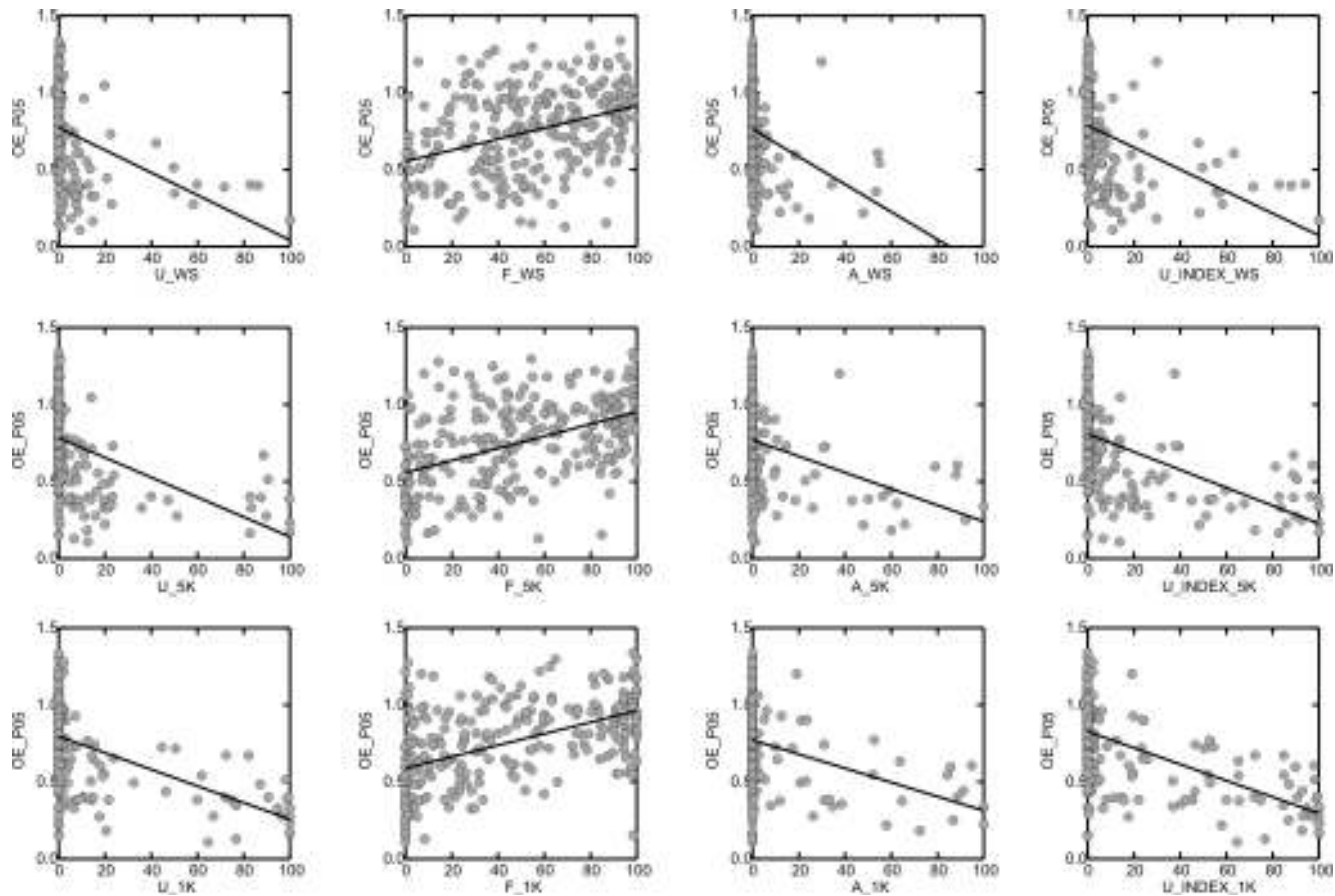 1.5 1.5 1.5 1.5
OE_P05 1.0 OE_P05 1.0 OE_P05 1.0 OE_P05 1.0
0.5 0.5 0.5 0.5
0.0 0.0 0.0 0.0
0 20 40 60 80 100 0 20 40 60 80 100 0 20 40 60 80 100 0 20 40 60 80 100
U_WS F_WS A_WS U_INDEX_WS
1.5 1.5 1.5 1.5
OE_P05 1.0 OE_P05 1.0 OE_P05 1.0 OE_P05 1.0
0.5 0.5 0.5 0.5
0.0 0.0 0.0 0.0
0 20 40 60 80 100 0 20 40 60 80 100 0 20 40 60 80 100 0 20 40 60 80 100
U_5K F_5K A_5K U_INDEX_5K
1.5 1.5 1.5 1.5
OE_P05 1.0 OE_P05 1.0 OE_P05 1.0 OE_P05 1.0
0.5 0.5 0.5 0.5
0.0 0.0 0.0 0.0
0 20 40 60 80 100 0 20 40 60 80 100 0 20 40 60 80 100 0 20 40 60 80 100
U_1K F_1K A_1K U_INDEX_1K